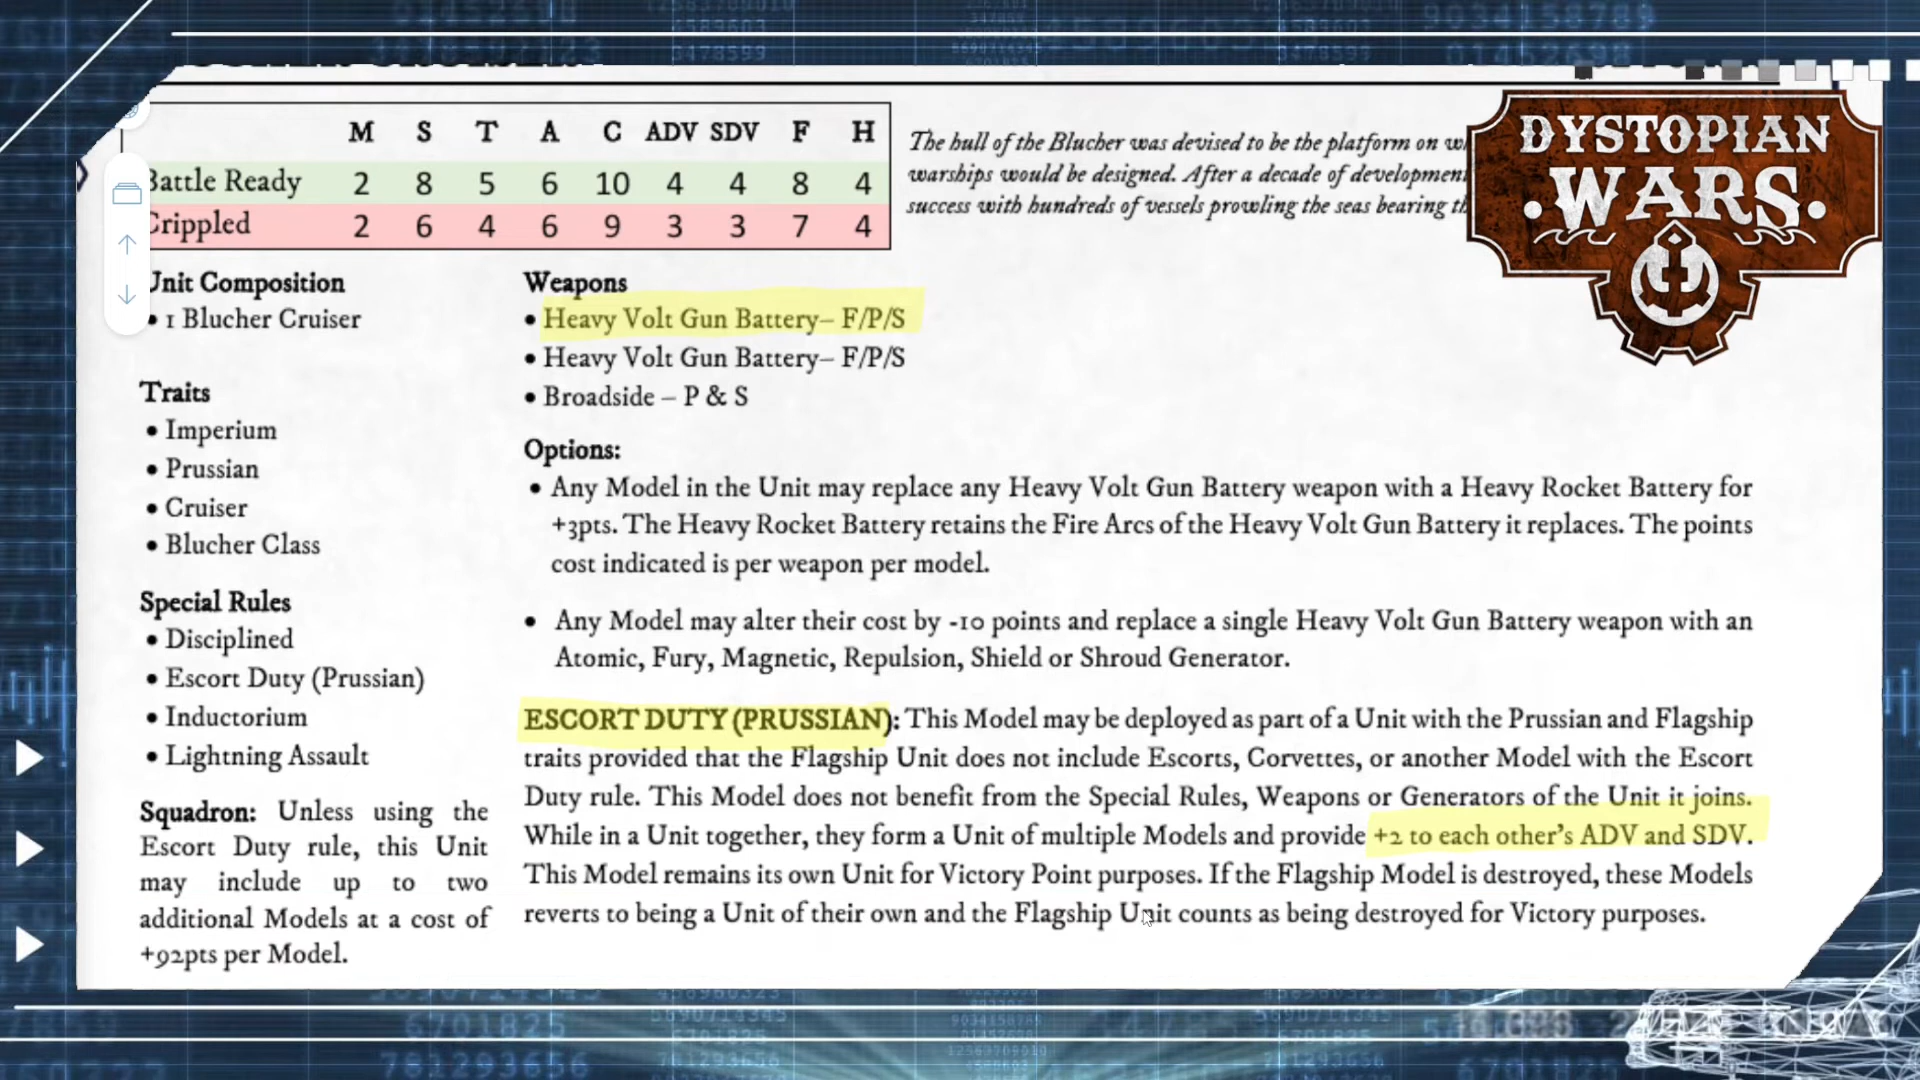 M S T A C ADV SDV F H
Battle Ready 2 8 5 6 10 4 4 8 4
Crippled 2 6 4 6 9 3 3 7 4
The hull of the Blucher was devised to be the platform on
warships would be designed. After a decade of development
success with hundreds of vessels prowling the seas bearing
DYSTOPIAN
WARS
Unit Composition
• 1 Blucher Cruiser
Traits
• Imperium
• Prussian
• Cruiser
• Blucher Class
Special Rules
• Disciplined
• Escort Duty (Prussian)
• Inductorium
• Lightning Assault
Squadron: Unless using the
Escort Duty rule, this Unit
may include up to two
additional Models at a cost of
+92pts per Model.
Weapons
• Heavy Volt Gun Battery– F/P/S
• Heavy Volt Gun Battery– F/P/S
• Broadside – P & S
Options:
• Any Model in the Unit may replace any Heavy Volt Gun Battery weapon with a Heavy Rocket Battery for
+3pts. The Heavy Rocket Battery retains the Fire Arcs of the Heavy Volt Gun Battery it replaces. The points
cost indicated is per weapon per model.
• Any Model may alter their cost by -10 points and replace a single Heavy Volt Gun Battery weapon with an
Atomic, Fury, Magnetic, Repulsion, Shield or Shroud Generator.
ESCORT DUTY (PRUSSIAN): This Model may be deployed as part of a Unit with the Prussian and Flagship
traits provided that the Flagship Unit does not include Escorts, Corvettes, or another Model with the Escort
Duty rule. This Model does not benefit from the Special Rules, Weapons or Generators of the Unit it joins.
While in a Unit together, they form a Unit of multiple Models and provide +2 to each other's ADV and SDV.
This Model remains its own Unit for Victory Point purposes. If the Flagship Model is destroyed, these Models
reverts to being a Unit of their own and the Flagship Unit counts as being destroyed for Victory purposes.
6701825
781293656